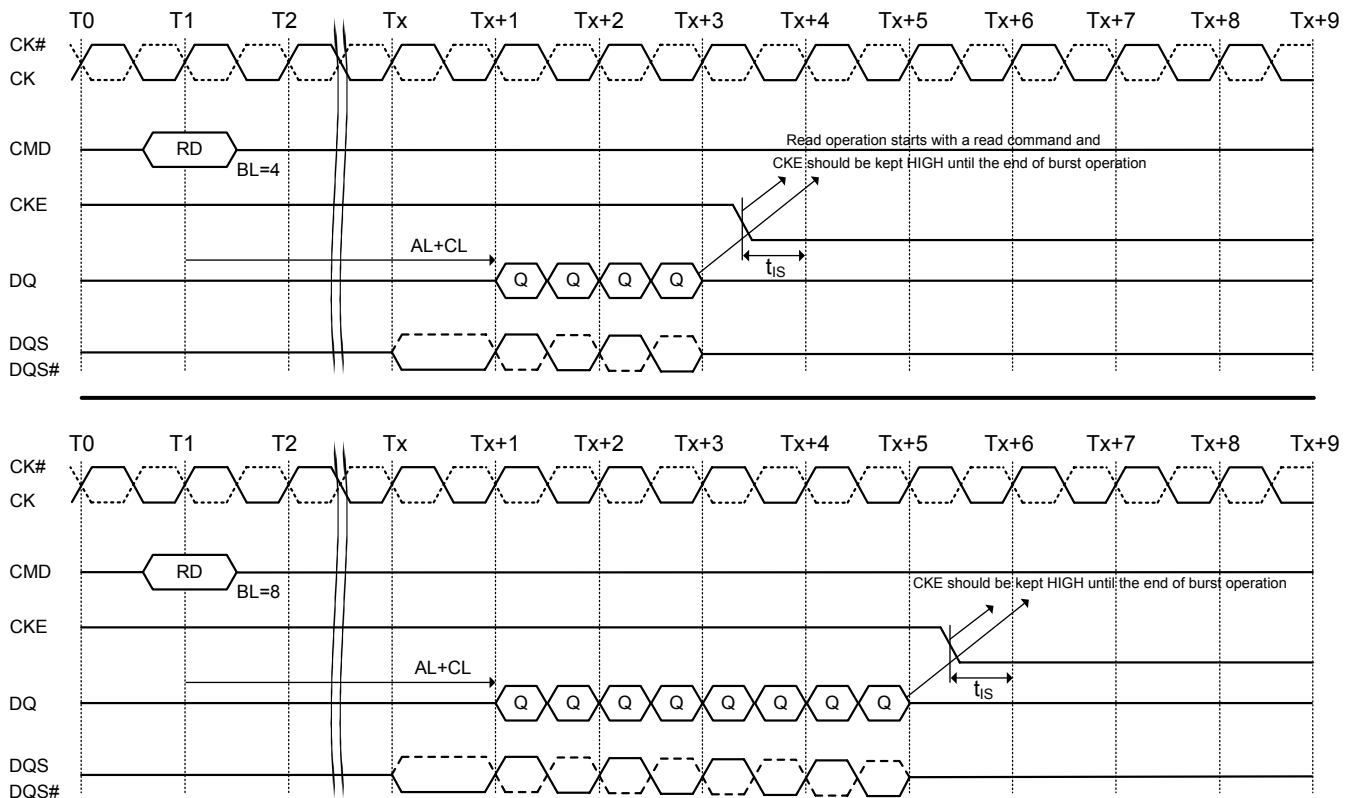 T0 T1 T2 Tx Tx+1 Tx+2 Tx+3 Tx+4 Tx+5 Tx+6 Tx+7 Tx+8 Tx+9
CK#
CK
Read operation starts with a read command and
CMD RD
BL=4
CKE should be kept HIGH until the end of burst operation
CKE
AL+CL
tIS
DQ Q Q Q Q
DQS
DQS#
T0 T1 T2 Tx Tx+1 Tx+2 Tx+3 Tx+4 Tx+5 Tx+6 Tx+7 Tx+8 Tx+9
CK#
CK
CMD RD
BL=8
CKE should be kept HIGH until the end of burst operation
CKE
AL+CL
tIS
DQ Q Q Q Q Q Q Q Q
DQS
DQS#